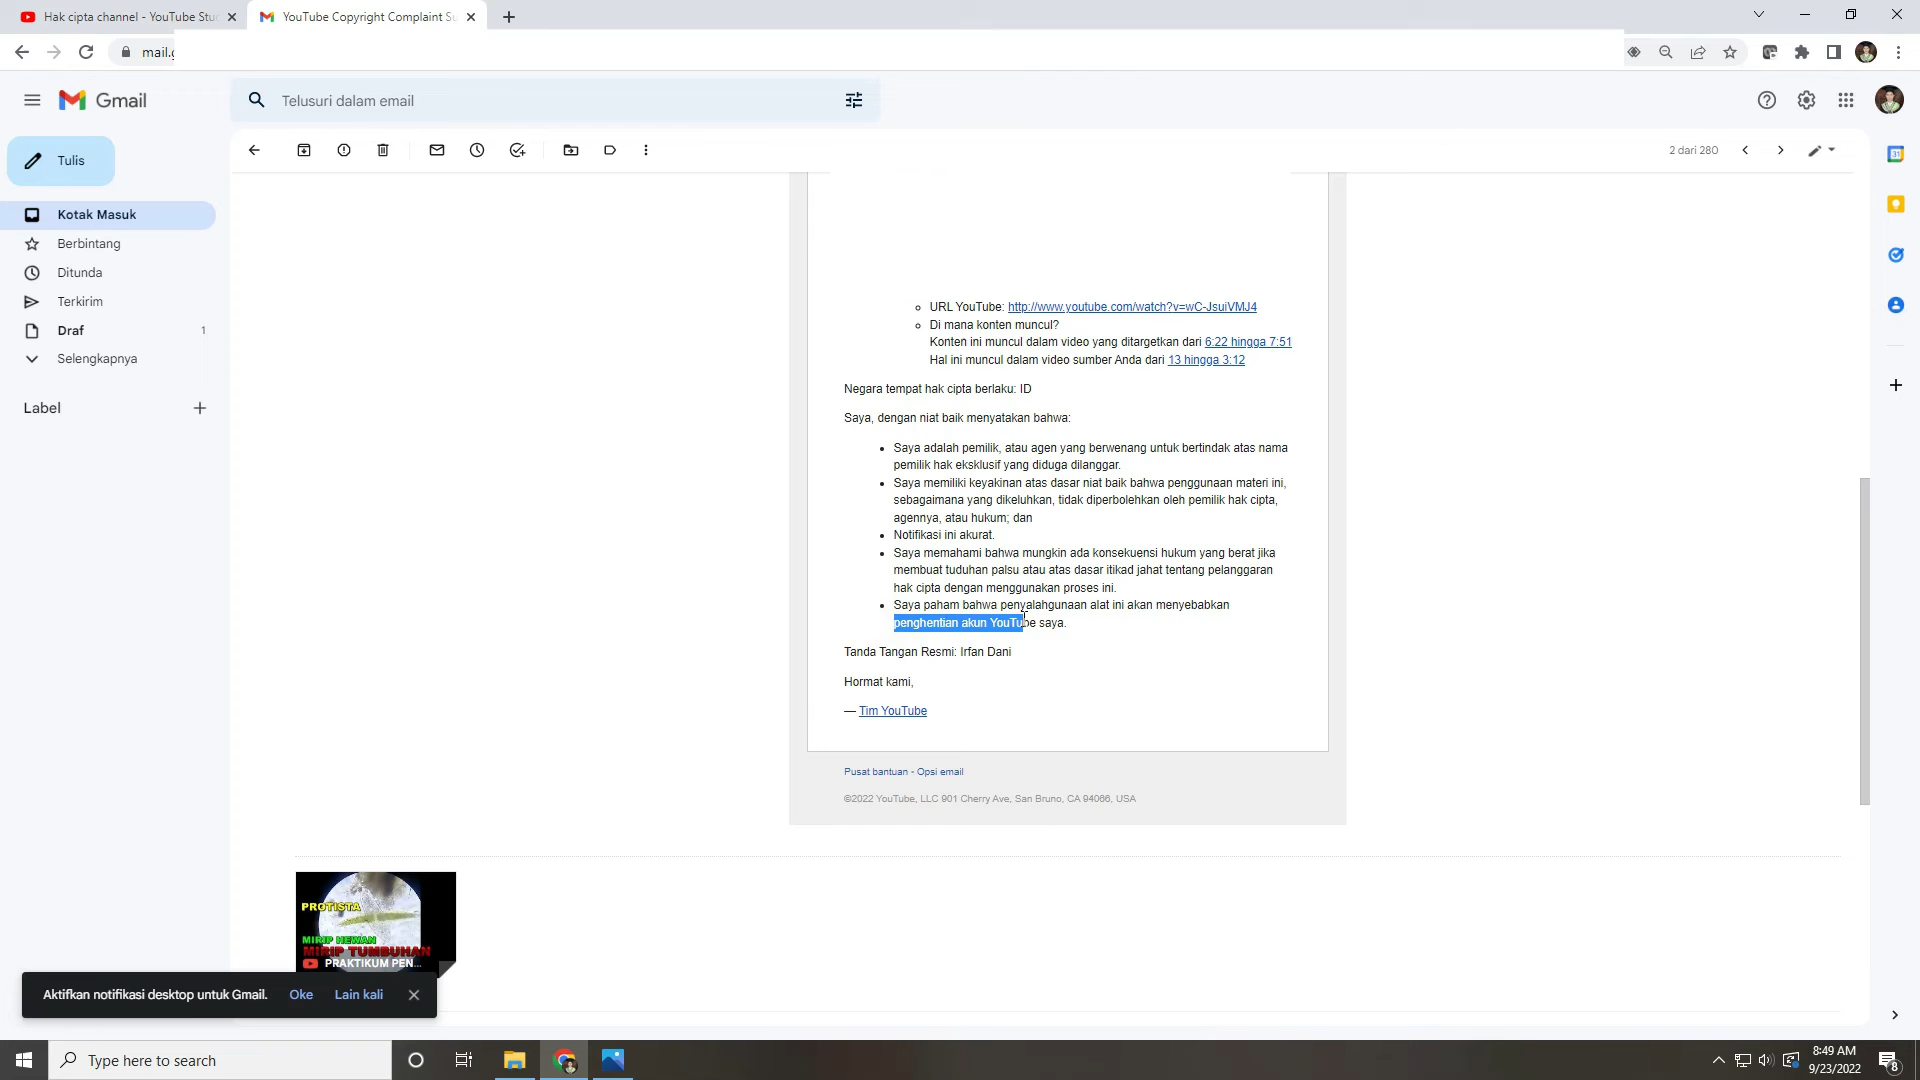 Hak cipta channel - YouTube Stu
YouTube Copyright Complaint Su
mail.g
Gmail
Telusuri dalam email
Tulis
2 dari 280
Kotak Masuk
Berbintang
Ditunda
Terkirim
Draf 1
Selengkapnya
Label
URL YouTube: http://www.youtube.com/watch?v=wC-JsuiVMJ4
Di mana konten muncul?
Konten ini muncul dalam video yang ditargetkan dari 6:22 hingga 7:51
Hal ini muncul dalam video sumber Anda dari 13 hingga 3:12
Negara tempat hak cipta berlaku: ID
Saya, dengan niat baik menyatakan bahwa:
Saya adalah pemilik, atau agen yang berwenang untuk bertindak atas nama
pemilik hak eksklusif yang diduga dilanggar.
Saya memiliki keyakinan atas dasar niat baik bahwa penggunaan materi ini,
sebagaimana yang dikeluhkan, tidak diperbolehkan oleh pemilik hak cipta,
agennya, atau hukum; dan
Notifikasi ini akurat.
Saya memahami bahwa mungkin ada konsekuensi hukum yang berat jika
membuat tuduhan palsu atau atas dasar itikad jahat tentang pelanggaran
hak cipta dengan menggunakan proses ini.
Saya paham bahwa penyalahgunaan alat ini akan menyebabkan
penghentian akun YouTube saya.
Tanda Tangan Resmi: Irfan Dani
Hormat kami,
— Tim YouTube
Pusat bantuan - Opsi email
©2022 YouTube, LLC 901 Cherry Ave, San Bruno, CA 94066, USA
PROTISTA
MIRIP HEWAN
MIRIP TUMBUHAN
PRAKTIKUM PEN...
Aktifkan notifikasi desktop untuk Gmail. Oke Lain kali
Type here to search
8:49 AM
9/23/2022
8
31